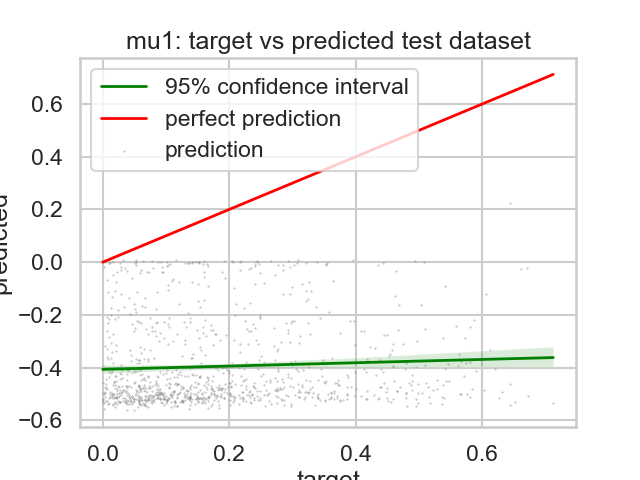 mu1: target vs predicted test dataset
95% confidence interval
perfect prediction
prediction
predicted
0.6
0.4
0.2
0.0
−0.2
−0.4
−0.6
0.0 0.2 0.4 0.6
target